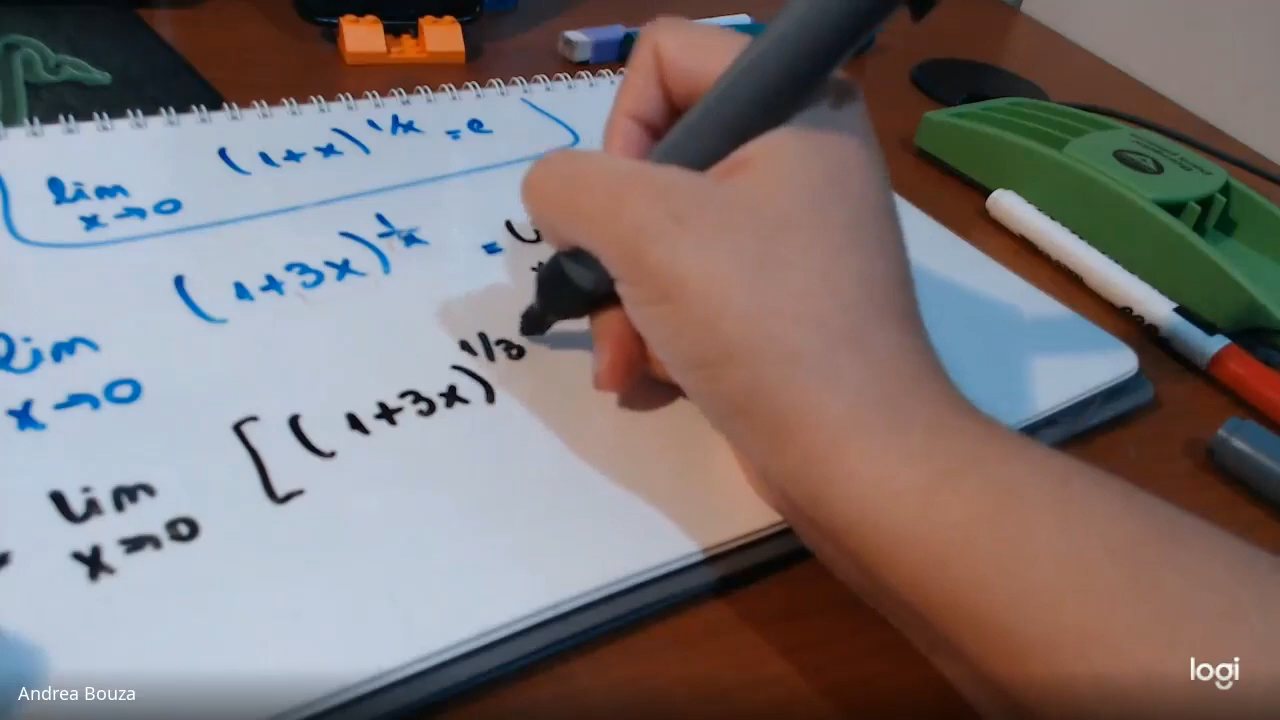 lim (1+x)^1/x = e
x→0
lim (1+3x)^1/x =
x→0
lim [(1+3x)^1/3
x→0
logi
Andrea Bouza